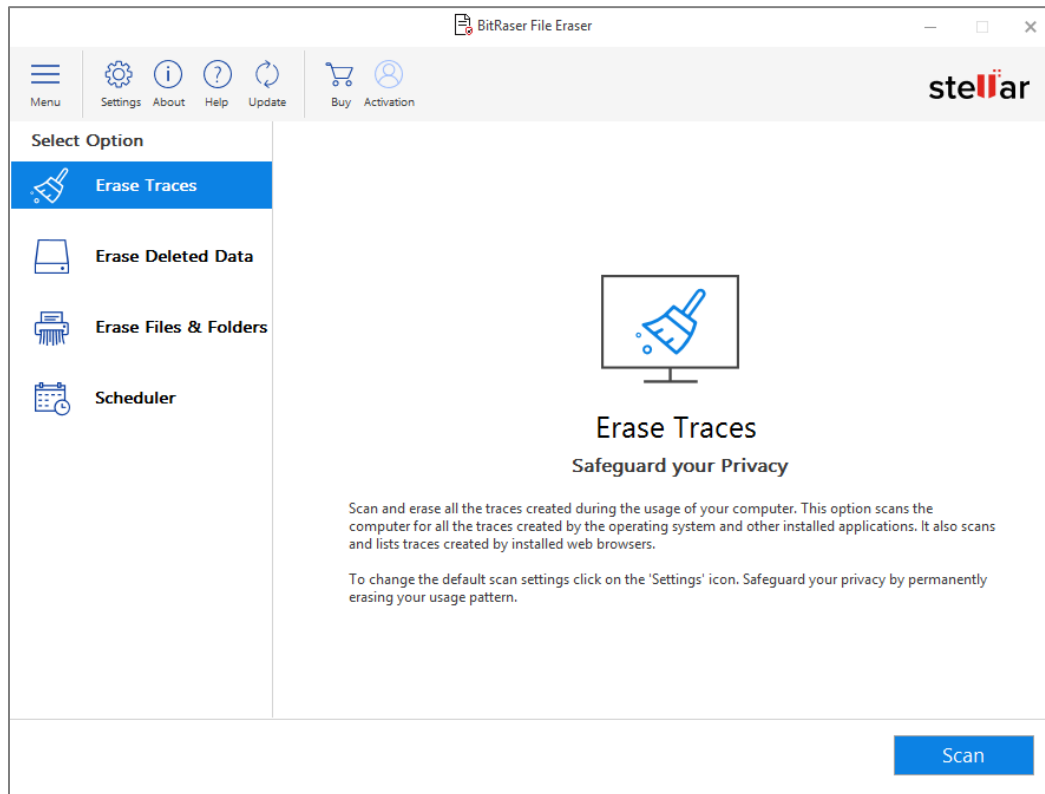 BitRaser File Eraser
Menu
Settings
About
Help
Update
Buy
Activation
stellar
Select Option
Erase Traces
Erase Deleted Data
Erase Files & Folders
Scheduler
Erase Traces
Safeguard your Privacy
Scan and erase all the traces created during the usage of your computer. This option scans the
computer for all the traces created by the operating system and other installed applications. It also scans
and lists traces created by installed web browsers.
To change the default scan settings click on the 'Settings' icon. Safeguard your privacy by permanently
erasing your usage pattern.
Scan